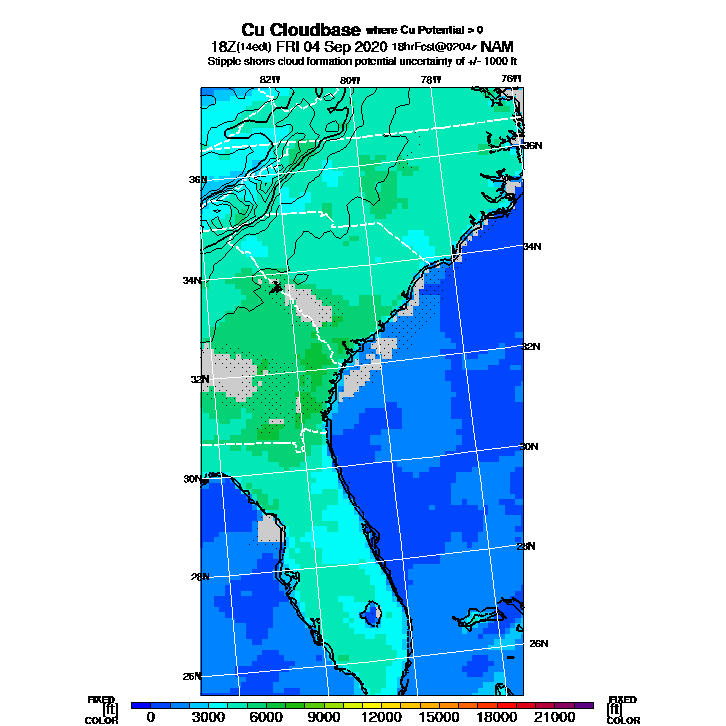 Cu Cloudbase where Cu Potential > 0
18Z(14edt) FRI 04 Sep 2020 18hrFcst@0204z NAM
Stipple shows cloud formation potential uncertainty of +/- 1000 ft
82W 80W 78W 76W
36N 36N
34N 34N
32N 32N
30N 30N
28N 28N
26N 26N
FIXED FIXED
[ft] [ft]
COLOR COLOR
0 3000 6000 9000 12000 15000 18000 21000